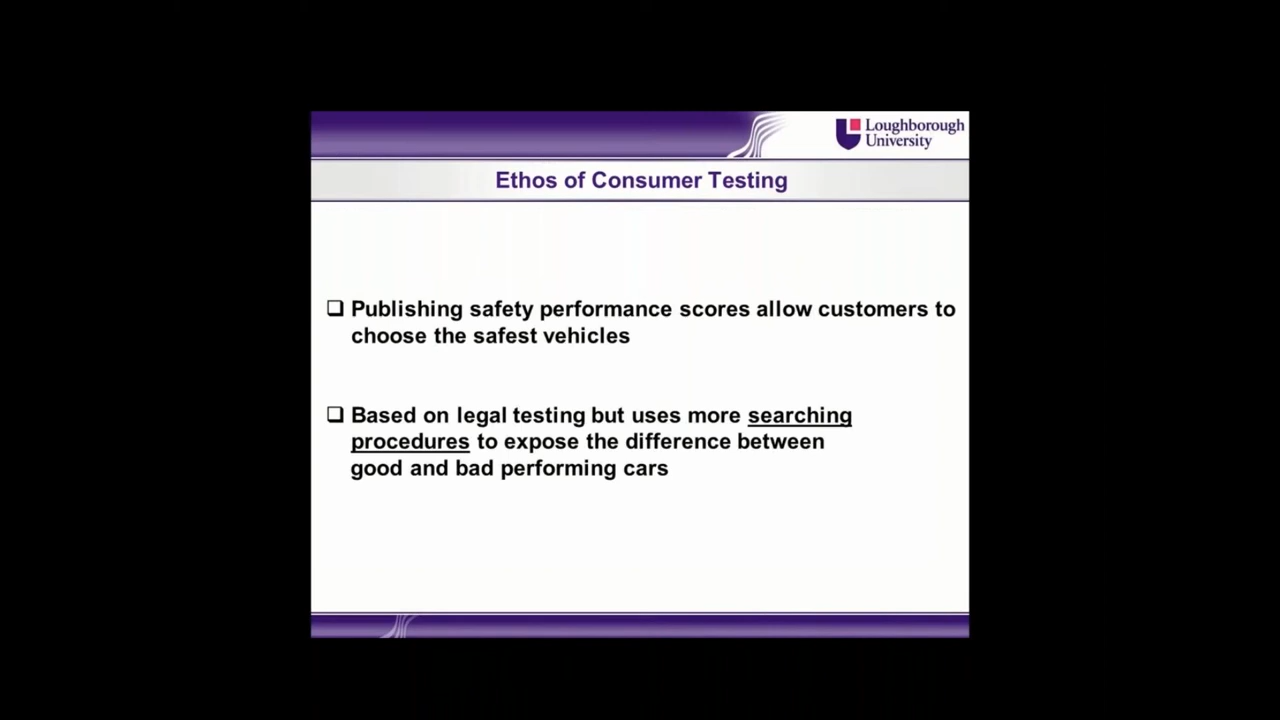 Loughborough
University
Ethos of Consumer Testing
❑ Publishing safety performance scores allow customers to
choose the safest vehicles
❑ Based on legal testing but uses more searching
procedures to expose the difference between
good and bad performing cars